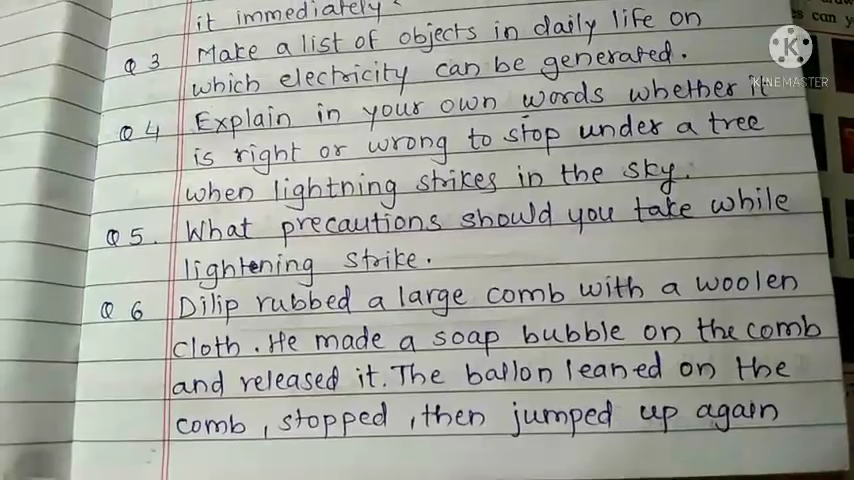 it immediately
Q 3 Make a list of objects in daily life on
which electricity can be generated.
Q 4 Explain in your own words whether it
is right or wrong to stop under a tree
when lightning strikes in the sky.
Q 5. What precautions should you take while
lightening strike.
Q 6 Dilip rubbed a large comb with a woolen
cloth. He made a soap bubble on the comb
and released it. The ballon leaned on the
comb, stopped, then jumped up again
can y
K
KINEMASTER